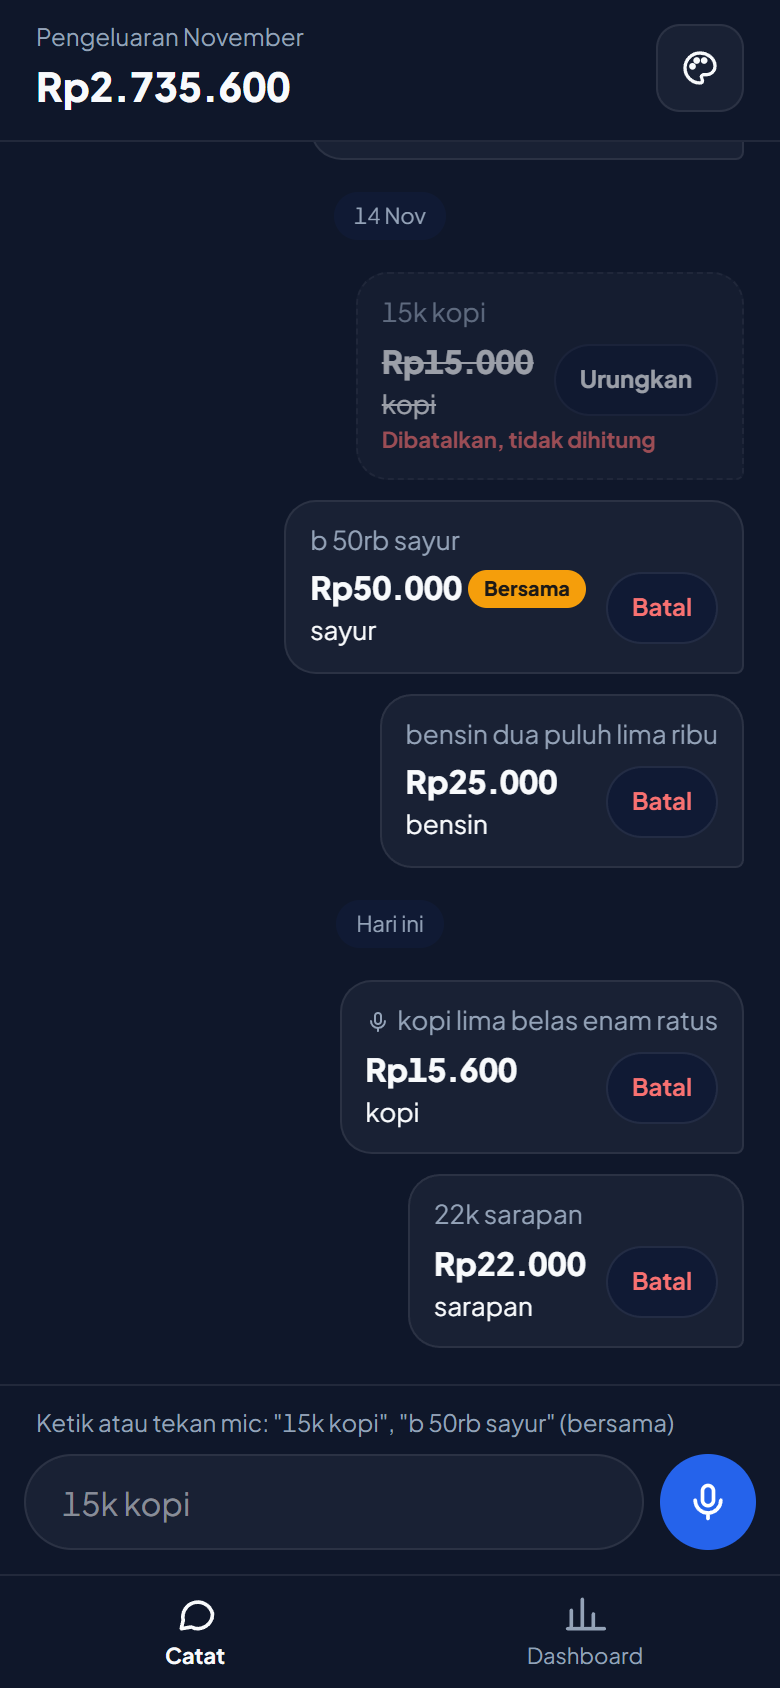 Pengeluaran November
Rp2.735.600
14 Nov
15k kopi
Rp15.000
kopi
Urungkan
Dibatalkan, tidak dihitung
b 50rb sayur
Rp50.000 Bersama
sayur
Batal
bensin dua puluh lima ribu
Rp25.000
bensin
Batal
Hari ini
kopi lima belas enam ratus
Rp15.600
kopi
Batal
22k sarapan
Rp22.000
sarapan
Batal
Ketik atau tekan mic: "15k kopi", "b 50rb sayur" (bersama)
15k kopi
Catat
Dashboard